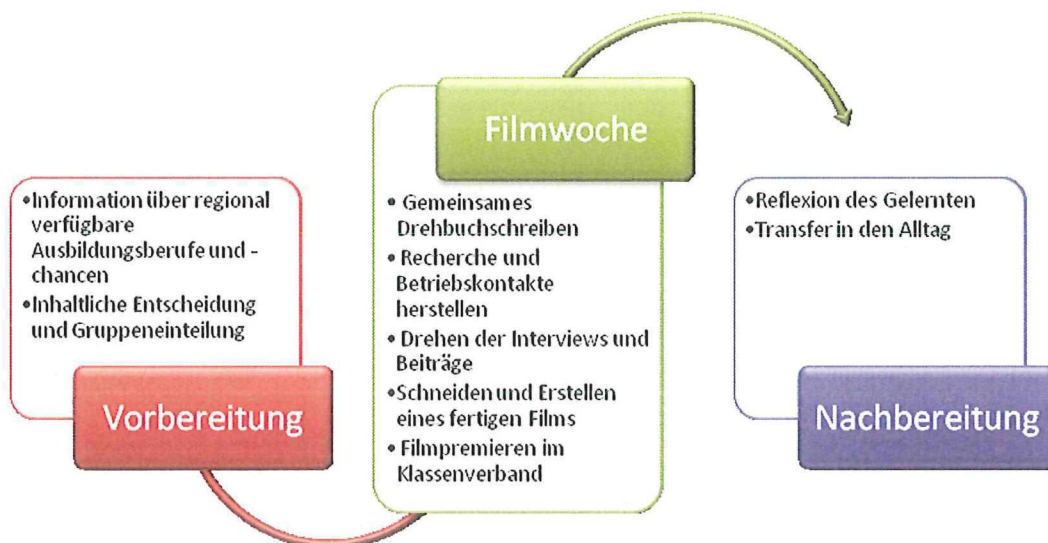 •Information über regional
verfügbare
Ausbildungsberufe und -
chancen
•Inhaltliche Entscheidung
und Gruppeneinteilung
Vorbereitung
Filmwoche
• Gemeinsames
Drehbuchschreiben
• Recherche und
Betriebskontakte
herstellen
• Drehen der Interviews und
Beiträge
•Schneiden und Erstellen
eines fertigen Films
• Filmpremieren im
Klassenverband
•Reflexion des Gelernten
•Transfer in den Alltag
Nachbereitung